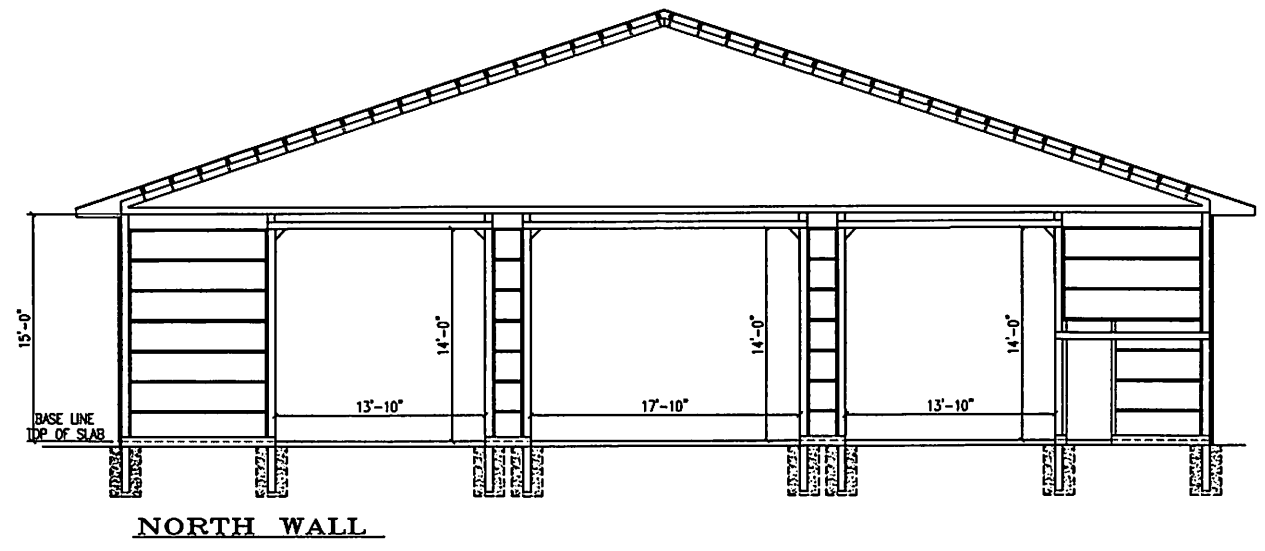 15'-0"
14'-0"
14'-0"
14'-0"
13'-10"
17'-10"
13'-10"
BASE LINE
TOP OF SLAB
NORTH WALL